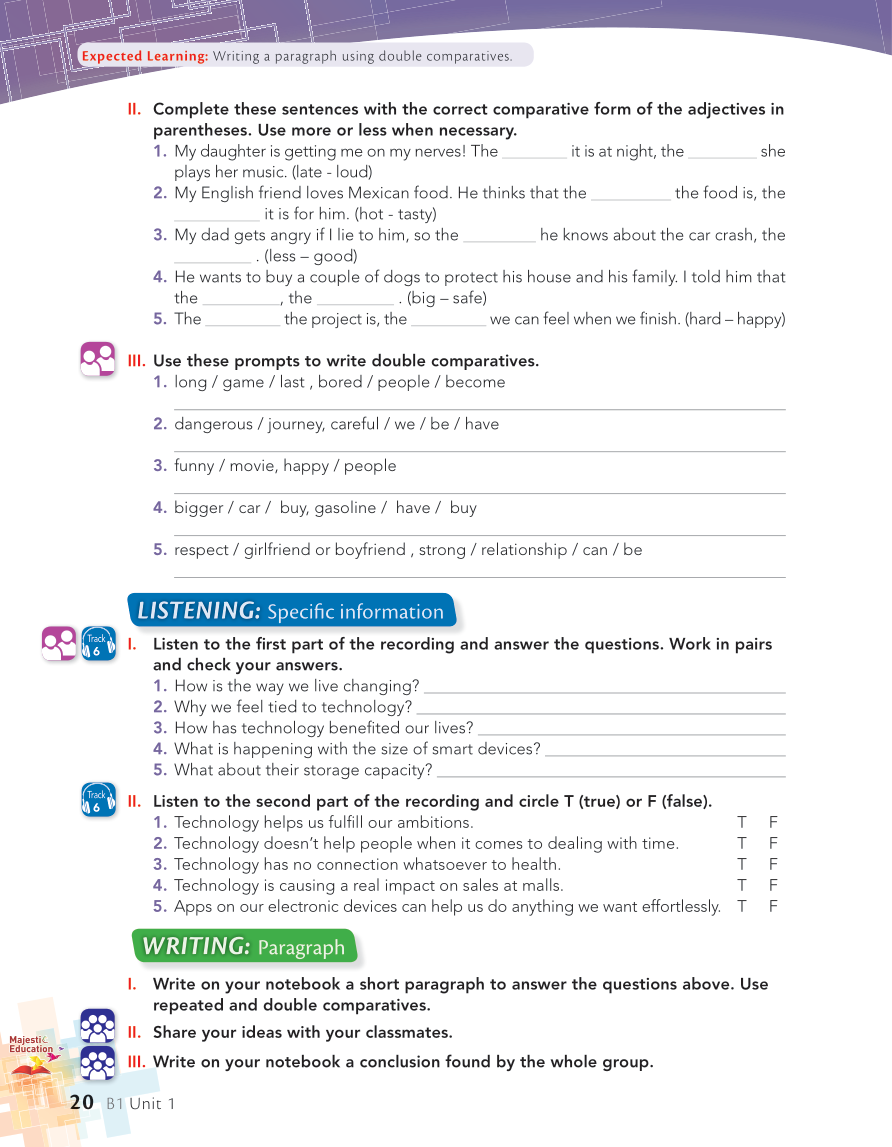 Expected Learning: Writing a paragraph using double comparatives.
II. Complete these sentences with the correct comparative form of the adjectives in
parentheses. Use more or less when necessary.
1. My daughter is getting me on my nerves! The ________ it is at night, the ________ she
plays her music. (late - loud)
2. My English friend loves Mexican food. He thinks that the ________ the food is, the
________ it is for him. (hot - tasty)
3. My dad gets angry if I lie to him, so the ________ he knows about the car crash, the
________ . (less – good)
4. He wants to buy a couple of dogs to protect his house and his family. I told him that
the ________, the ________ . (big – safe)
5. The ________ the project is, the ________ we can feel when we finish. (hard – happy)
III. Use these prompts to write double comparatives.
1. long / game / last , bored / people / become
2. dangerous / journey, careful / we / be / have
3. funny / movie, happy / people
4. bigger / car / buy, gasoline / have / buy
5. respect / girlfriend or boyfriend , strong / relationship / can / be
LISTENING: Specific information
Track
6
I. Listen to the first part of the recording and answer the questions. Work in pairs
and check your answers.
1. How is the way we live changing?
2. Why we feel tied to technology?
3. How has technology benefited our lives?
4. What is happening with the size of smart devices?
5. What about their storage capacity?
Track
6
II. Listen to the second part of the recording and circle T (true) or F (false).
1. Technology helps us fulfill our ambitions. T F
2. Technology doesn't help people when it comes to dealing with time. T F
3. Technology has no connection whatsoever to health. T F
4. Technology is causing a real impact on sales at malls. T F
5. Apps on our electronic devices can help us do anything we want effortlessly. T F
WRITING: Paragraph
I. Write on your notebook a short paragraph to answer the questions above. Use
repeated and double comparatives.
II. Share your ideas with your classmates.
III. Write on your notebook a conclusion found by the whole group.
Majestic
Education
20 B1 Unit 1